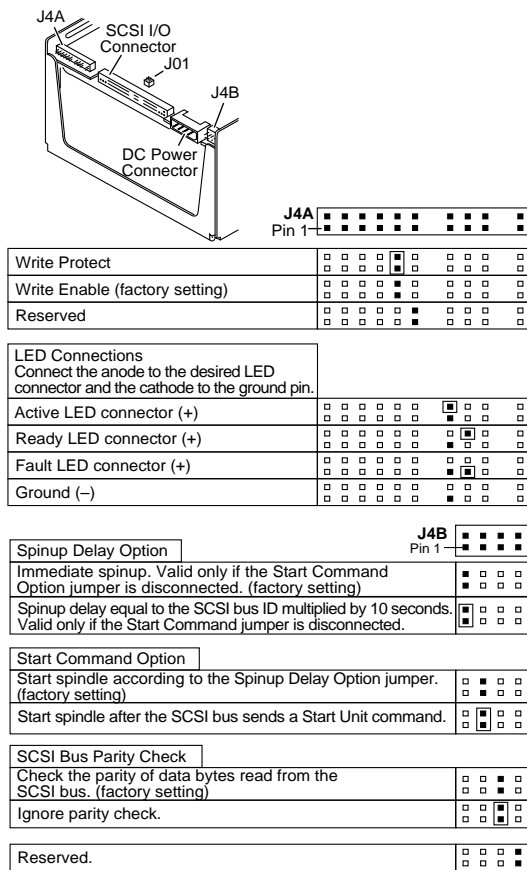 J4A
SCSI I/O
Connector
J01
J4B
DC Power
Connector
J4A
Pin 1
Write Protect
Write Enable (factory setting)
Reserved
LED Connections
Connect the anode to the desired LED
connector and the cathode to the ground pin.
Active LED connector (+)
Ready LED connector (+)
Fault LED connector (+)
Ground (–)
J4B
Pin 1
Spinup Delay Option
Immediate spinup. Valid only if the Start Command
Option jumper is disconnected. (factory setting)
Spinup delay equal to the SCSI bus ID multiplied by 10 seconds.
Valid only if the Start Command jumper is disconnected.
Start Command Option
Start spindle according to the Spinup Delay Option jumper.
(factory setting)
Start spindle after the SCSI bus sends a Start Unit command.
SCSI Bus Parity Check
Check the parity of data bytes read from the
SCSI bus. (factory setting)
Ignore parity check.
Reserved.